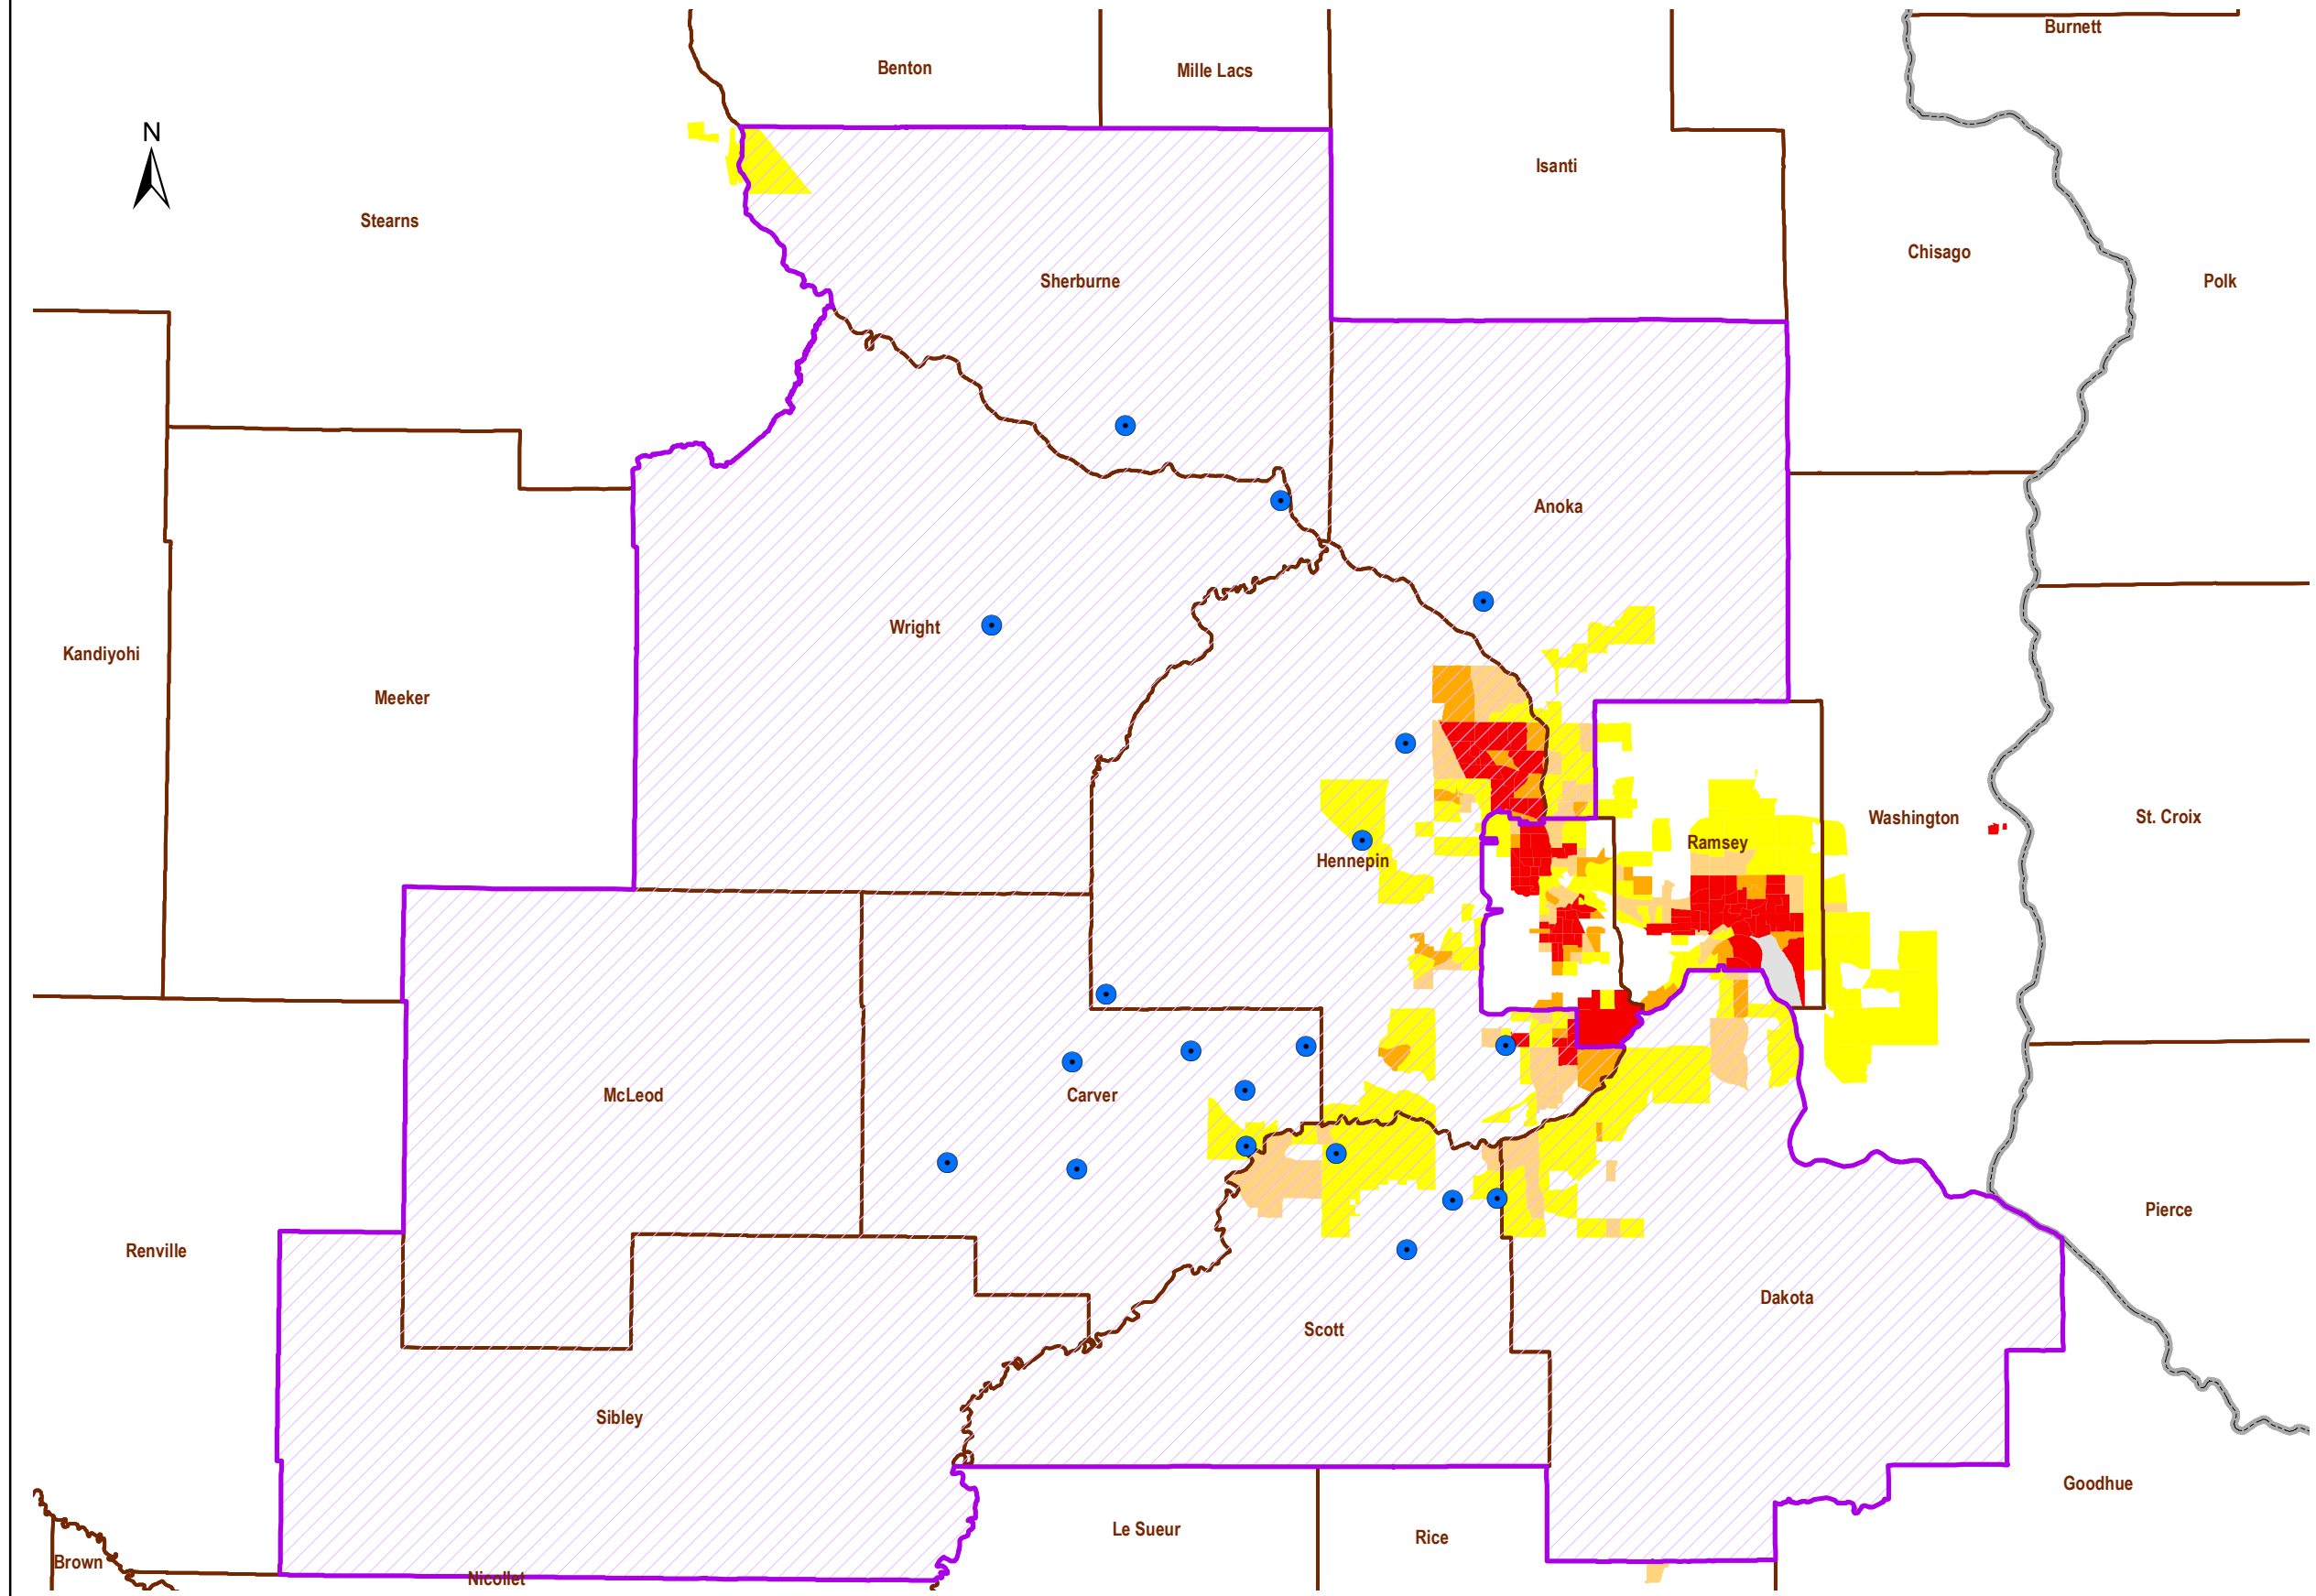 Burnett
Benton
Mille Lacs
N
Isanti
Stearns
Chisago
Sherburne
Polk
Anoka
Wright
Kandiyohi
Meeker
Washington
St. Croix
Ramsey
Hennepin
McLeod
Carver
Pierce
Renville
Dakota
Scott
Sibley
Goodhue
Le Sueur
Rice
Brown
Nicollet